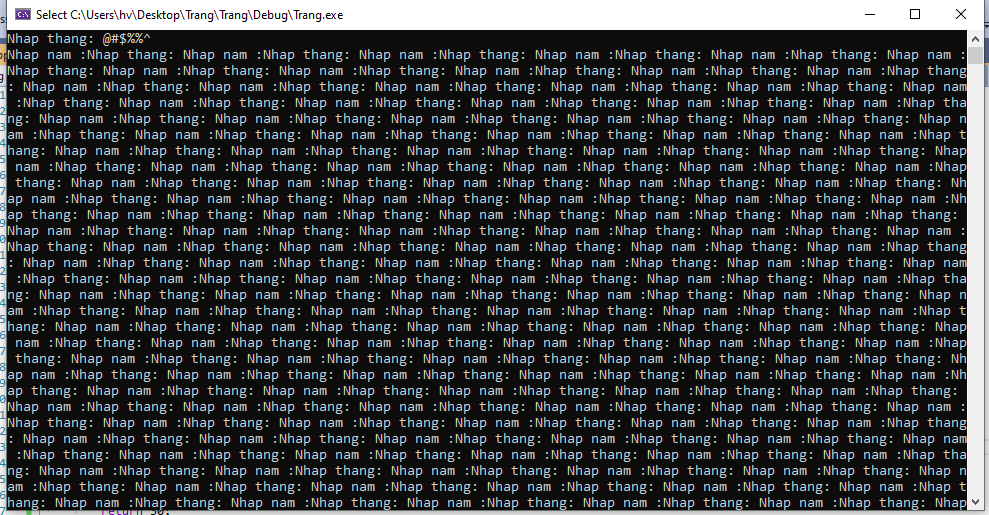 Select C:\Users\hv\Desktop\Trang\Trang\Debug\Trang.exe
Nhap thang: @#$%%^
Nhap nam :Nhap thang: Nhap nam :Nhap thang: Nhap nam :Nhap thang: Nhap nam :Nhap thang: Nhap nam :Nhap thang: Nhap nam :
Nhap thang: Nhap nam :Nhap thang: Nhap nam :Nhap thang: Nhap nam :Nhap thang: Nhap nam :Nhap thang: Nhap nam :Nhap thang
: Nhap nam :Nhap thang: Nhap nam :Nhap thang: Nhap nam :Nhap thang: Nhap nam :Nhap thang: Nhap nam :Nhap thang: Nhap nam
 :Nhap thang: Nhap nam :Nhap thang: Nhap nam :Nhap thang: Nhap nam :Nhap thang: Nhap nam :Nhap thang: Nhap nam :Nhap tha
ng: Nhap nam :Nhap thang: Nhap nam :Nhap thang: Nhap nam :Nhap thang: Nhap nam :Nhap thang: Nhap nam :Nhap thang: Nhap n
am :Nhap thang: Nhap nam :Nhap thang: Nhap nam :Nhap thang: Nhap nam :Nhap thang: Nhap nam :Nhap thang: Nhap nam :Nhap t
hang: Nhap nam :Nhap thang: Nhap nam :Nhap thang: Nhap nam :Nhap thang: Nhap nam :Nhap thang: Nhap nam :Nhap thang: Nhap
 nam :Nhap thang: Nhap nam :Nhap thang: Nhap nam :Nhap thang: Nhap nam :Nhap thang: Nhap nam :Nhap thang: Nhap nam :Nhap
 thang: Nhap nam :Nhap thang: Nhap nam :Nhap thang: Nhap nam :Nhap thang: Nhap nam :Nhap thang: Nhap nam :Nhap thang: Nh
ap nam :Nhap thang: Nhap nam :Nhap thang: Nhap nam :Nhap thang: Nhap nam :Nhap thang: Nhap nam :Nhap thang: Nhap nam :Nh
ap thang: Nhap nam :Nhap thang: Nhap nam :Nhap thang: Nhap nam :Nhap thang: Nhap nam :Nhap thang: Nhap nam :Nhap thang: 
Nhap nam :Nhap thang: Nhap nam :Nhap thang: Nhap nam :Nhap thang: Nhap nam :Nhap thang: Nhap nam :Nhap thang: Nhap nam :
Nhap thang: Nhap nam :Nhap thang: Nhap nam :Nhap thang: Nhap nam :Nhap thang: Nhap nam :Nhap thang: Nhap nam :Nhap thang
: Nhap nam :Nhap thang: Nhap nam :Nhap thang: Nhap nam :Nhap thang: Nhap nam :Nhap thang: Nhap nam :Nhap thang: Nhap nam
 :Nhap thang: Nhap nam :Nhap thang: Nhap nam :Nhap thang: Nhap nam :Nhap thang: Nhap nam :Nhap thang: Nhap nam :Nhap tha
ng: Nhap nam :Nhap thang: Nhap nam :Nhap thang: Nhap nam :Nhap thang: Nhap nam :Nhap thang: Nhap nam :Nhap thang: Nhap n
am :Nhap thang: Nhap nam :Nhap thang: Nhap nam :Nhap thang: Nhap nam :Nhap thang: Nhap nam :Nhap thang: Nhap nam :Nhap t
hang: Nhap nam :Nhap thang: Nhap nam :Nhap thang: Nhap nam :Nhap thang: Nhap nam :Nhap thang: Nhap nam :Nhap thang: Nhap
 nam :Nhap thang: Nhap nam :Nhap thang: Nhap nam :Nhap thang: Nhap nam :Nhap thang: Nhap nam :Nhap thang: Nhap nam :Nhap
 thang: Nhap nam :Nhap thang: Nhap nam :Nhap thang: Nhap nam :Nhap thang: Nhap nam :Nhap thang: Nhap nam :Nhap thang: Nh
ap nam :Nhap thang: Nhap nam :Nhap thang: Nhap nam :Nhap thang: Nhap nam :Nhap thang: Nhap nam :Nhap thang: Nhap nam :Nh
ap thang: Nhap nam :Nhap thang: Nhap nam :Nhap thang: Nhap nam :Nhap thang: Nhap nam :Nhap thang: Nhap nam :Nhap thang: 
Nhap nam :Nhap thang: Nhap nam :Nhap thang: Nhap nam :Nhap thang: Nhap nam :Nhap thang: Nhap nam :Nhap thang: Nhap nam :
Nhap thang: Nhap nam :Nhap thang: Nhap nam :Nhap thang: Nhap nam :Nhap thang: Nhap nam :Nhap thang: Nhap nam :Nhap thang
: Nhap nam :Nhap thang: Nhap nam :Nhap thang: Nhap nam :Nhap thang: Nhap nam :Nhap thang: Nhap nam :Nhap thang: Nhap nam
 :Nhap thang: Nhap nam :Nhap thang: Nhap nam :Nhap thang: Nhap nam :Nhap thang: Nhap nam :Nhap thang: Nhap nam :Nhap tha
ng: Nhap nam :Nhap thang: Nhap nam :Nhap thang: Nhap nam :Nhap thang: Nhap nam :Nhap thang: Nhap nam :Nhap thang: Nhap n
am :Nhap thang: Nhap nam :Nhap thang: Nhap nam :Nhap thang: Nhap nam :Nhap thang: Nhap nam :Nhap thang: Nhap nam :Nhap t
hang: Nhap nam :Nhap thang: Nhap nam :Nhap thang: Nhap nam :Nhap thang: Nhap nam :Nhap thang: Nhap nam :Nhap thang: Nhap